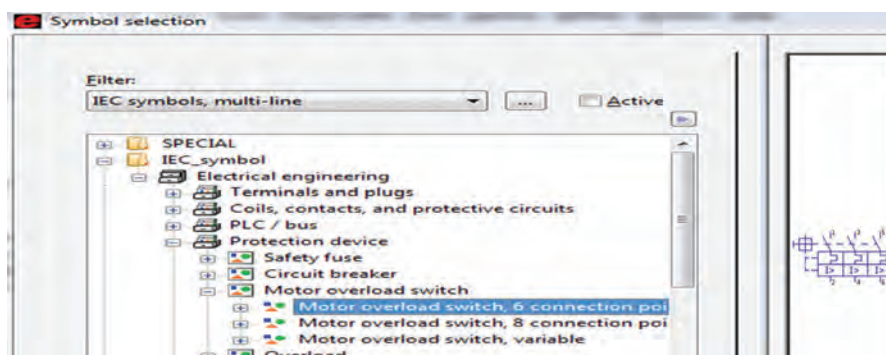 Symbol selection
Filter:
IEC symbols, multi-line
...
Active
SPECIAL
IEC_symbol
Electrical engineering
Terminals and plugs
Coils, contacts, and protective circuits
PLC / bus
Protection device
Safety fuse
Circuit breaker
Motor overload switch
Motor overload switch, 6 connection poi
Motor overload switch, 8 connection poi
Motor overload switch, variable
Overload